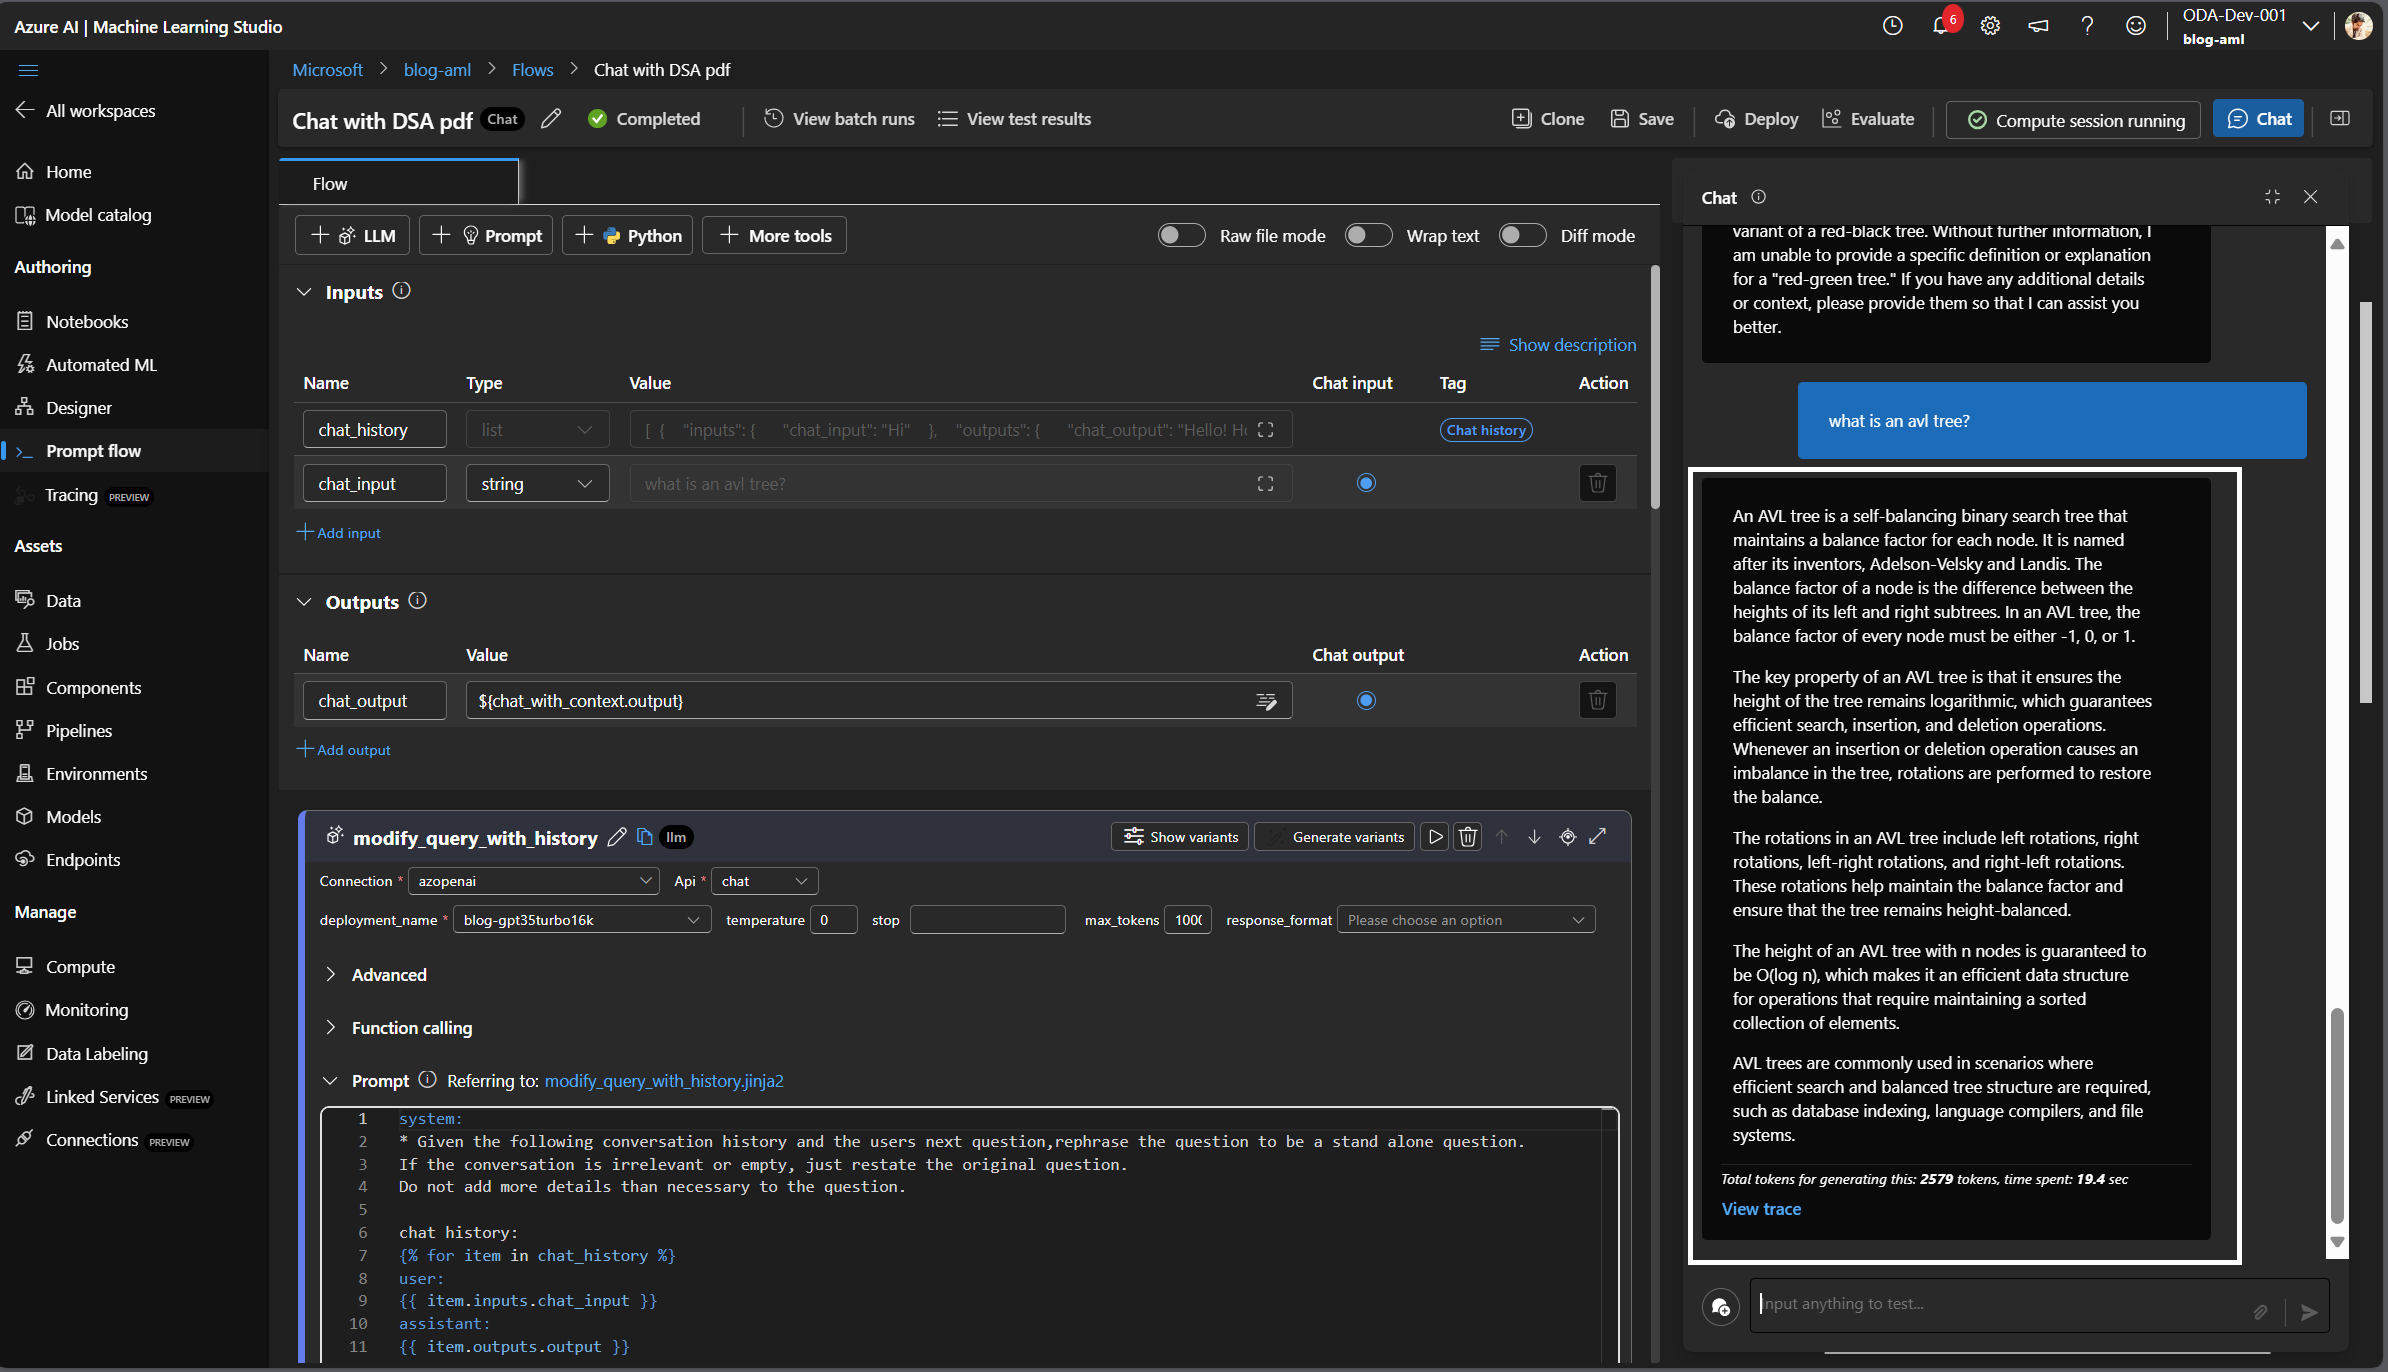 Azure AI | Machine Learning Studio
6
ODA-Dev-001
blog-aml
All workspaces
Home
Model catalog
Authoring
Notebooks
Automated ML
Designer
Prompt flow
Tracing PREVIEW
Assets
Data
Jobs
Components
Pipelines
Environments
Models
Endpoints
Manage
Compute
Monitoring
Data Labeling
Linked Services PREVIEW
Connections PREVIEW
Microsoft > blog-aml > Flows > Chat with DSA pdf
Chat with DSA pdf Chat Completed View batch runs View test results Clone Save Deploy Evaluate Compute session running Chat
Flow
LLM Prompt Python More tools Raw file mode Wrap text Diff mode
Inputs
Show description
Name Type Value Chat input Tag Action
chat_history list [ { "inputs": { "chat_input": "Hi" }, "outputs": { "chat_output": "Hello! Chat history
chat_input string what is an avl tree?
Add input
Outputs
Name Value Chat output Action
chat_output ${chat_with_context.output}
Add output
modify_query_with_history llm Show variants Generate variants
Connection * azopenai Api * chat
deployment_name * blog-gpt35turbo16k temperature 0 stop max_tokens response_format Please choose an option
Advanced
Function calling
Prompt Referring to: modify_query_with_history.jinja2
1 system:
2 * Given the following conversation history and the users next question,rephrase the question to be a stand alone question.
3 If the conversation is irrelevant or empty, just restate the original question.
4 Do not add more details than necessary to the question.
5
6 chat history:
7 {% for item in chat_history %}
8 user:
9 {{ item.inputs.chat_input }}
10 assistant:
11 {{ item.outputs.output }}
Chat
variant of a red-black tree. Without further information, I
am unable to provide a specific definition or explanation
for a "red-green tree." If you have any additional details
or context, please provide them so that I can assist you
better.
what is an avl tree?
An AVL tree is a self-balancing binary search tree that
maintains a balance factor for each node. It is named
after its inventors, Adelson-Velsky and Landis. The
balance factor of a node is the difference between the
heights of its left and right subtrees. In an AVL tree, the
balance factor of every node must be either -1, 0, or 1.
The key property of an AVL tree is that it ensures the
height of the tree remains logarithmic, which guarantees
efficient search, insertion, and deletion operations.
Whenever an insertion or deletion operation causes an
imbalance in the tree, rotations are performed to restore
the balance.
The rotations in an AVL tree include left rotations, right
rotations, left-right rotations, and right-left rotations.
These rotations help maintain the balance factor and
ensure that the tree remains height-balanced.
The height of an AVL tree with n nodes is guaranteed to
be O(log n), which makes it an efficient data structure
for operations that require maintaining a sorted
collection of elements.
AVL trees are commonly used in scenarios where
efficient search and balanced tree structure are required,
such as database indexing, language compilers, and file
systems.
Total tokens for generating this: 2579 tokens, time spent: 19.4 sec
View trace
Input anything to test...